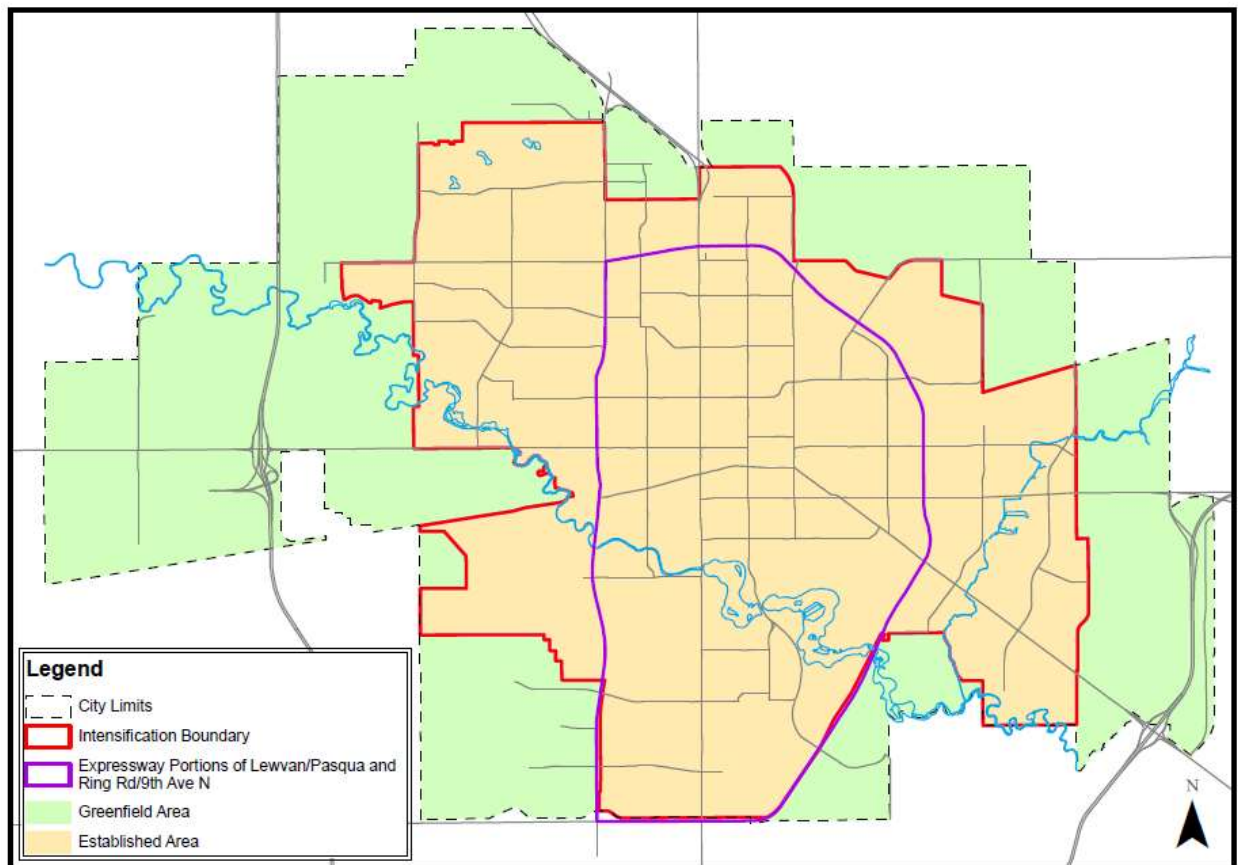 Legend
City Limits
Intensification Boundary
Expressway Portions of Lewvan/Pasqua and
Ring Rd/9th Ave N
Greenfield Area
Established Area
N